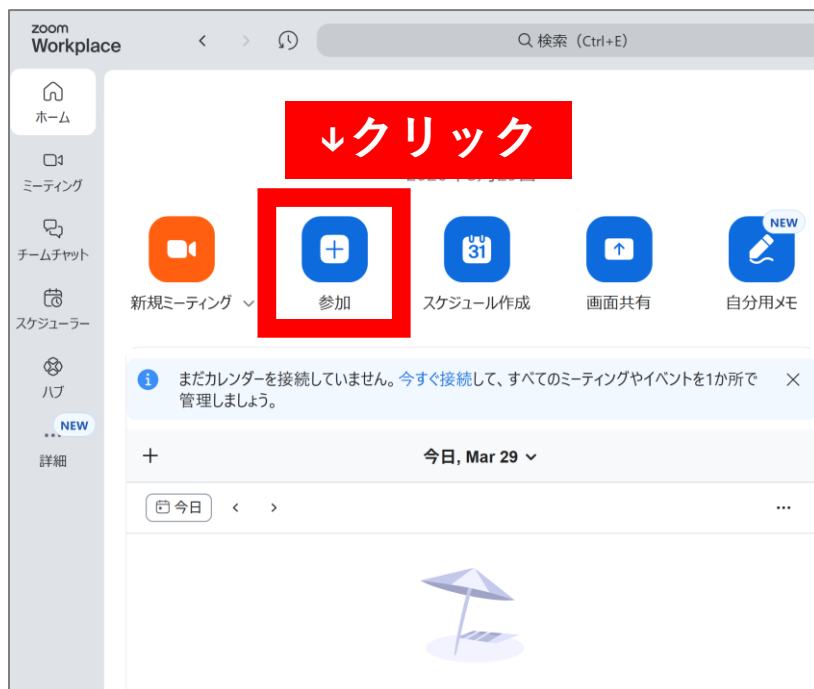 zoom
Workplace
検索（Ctrl+E）
ホーム
ミーティング
チームチャット
スケジューラー
ハブ
NEW
詳細
↓クリック
31
NEW
新規ミーティング
参加
スケジュール作成
画面共有
自分用メモ
まだカレンダーを接続していません。今すぐ接続して、すべてのミーティングやイベントを1か所で
管理しましょう。
今日, Mar 29
今日